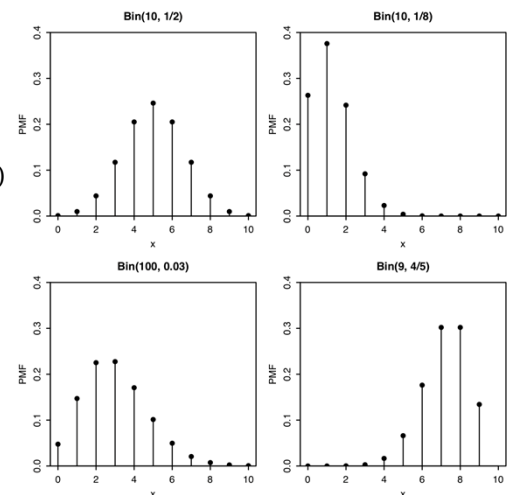 Bin(10, 1/2)
PMF
0.0 0.1 0.2 0.3 0.4
0 2 4 6 8 10
x
Bin(10, 1/8)
PMF
0.0 0.1 0.2 0.3 0.4
0 2 4 6 8 10
x
)
Bin(100, 0.03)
PMF
0.0 0.1 0.2 0.3 0.4
0 2 4 6 8 10
x
Bin(9, 4/5)
PMF
0.0 0.1 0.2 0.3 0.4
0 2 4 6 8 10
x